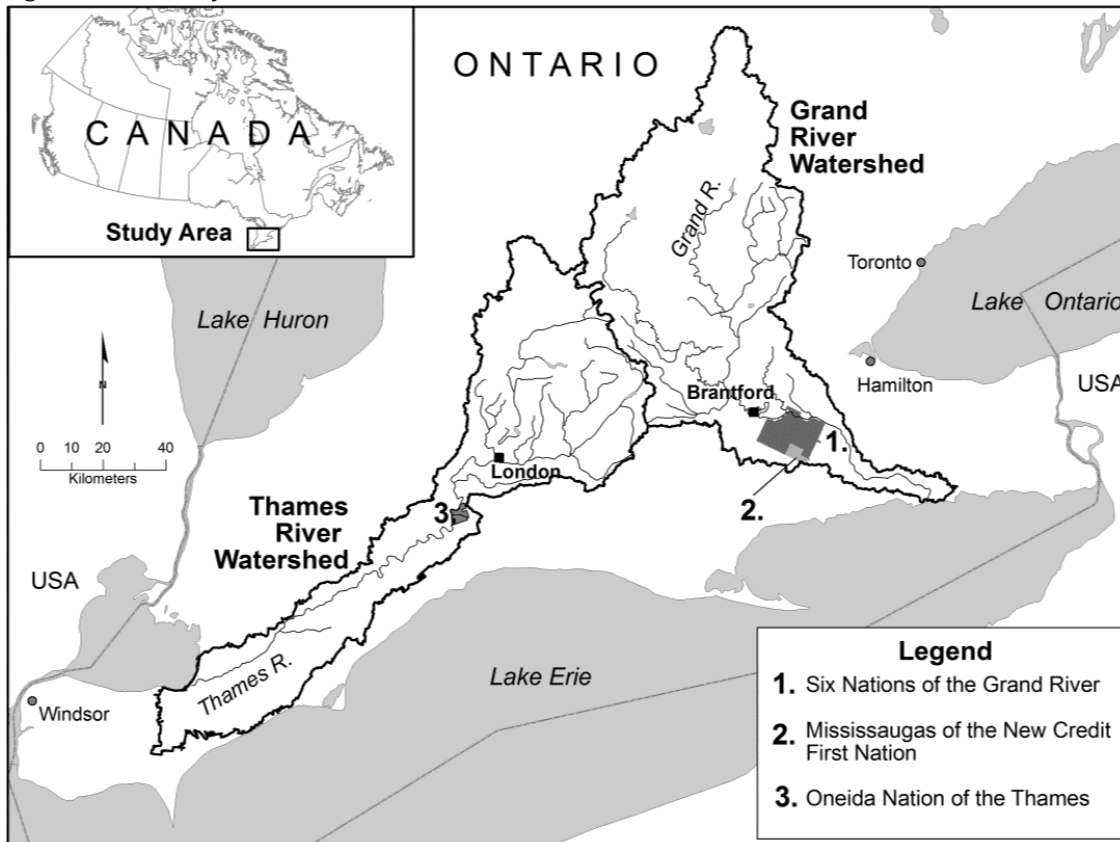 CANADA
Study Area
ONTARIO
Grand
River
Watershed
Grand R.
Toronto
Lake Ontario
Lake Huron
Hamilton
USA
N
Brantford
0 20 40
Kilometers
London
1.
2.
3
Thames
River
Watershed
USA
Thames R.
Lake Erie
Windsor
Legend
1. Six Nations of the Grand River
2. Mississaugas of the New Credit
First Nation
3. Oneida Nation of the Thames